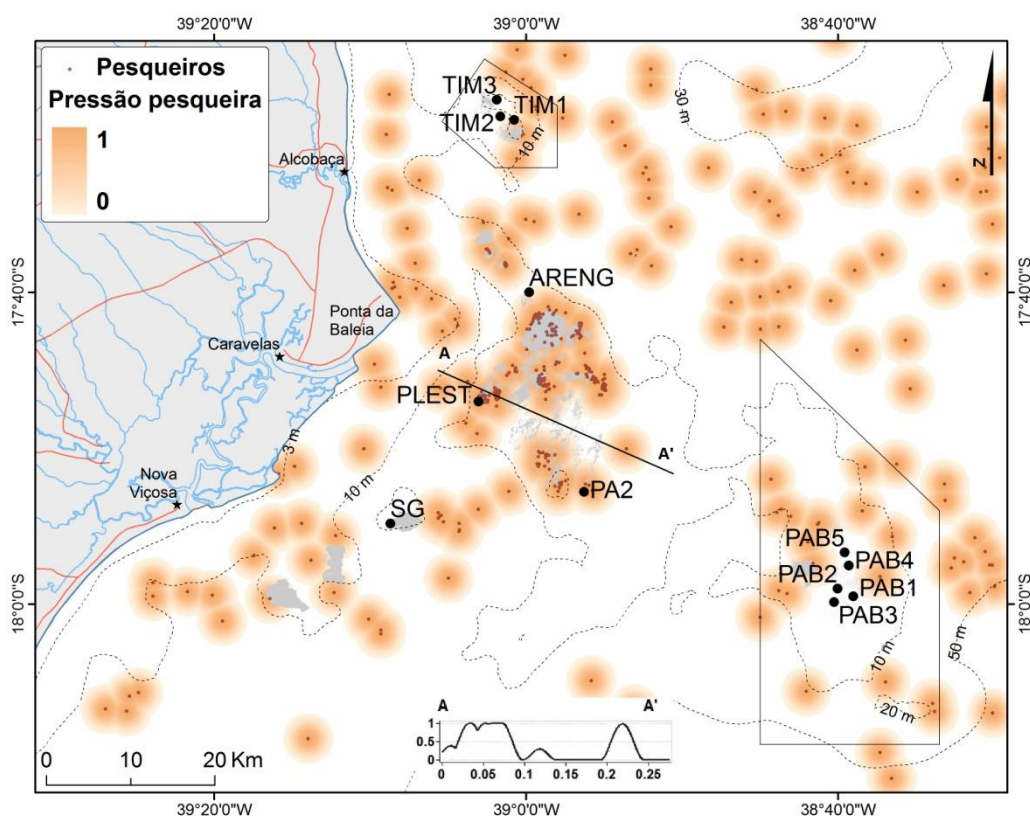 39°20'0"W
39°0'0"W
38°40'0"W
Pesqueiros
Pressão pesqueira
1
0
TIM3
TIM1
TIM2
10 m
30 m
Z
Alcobaça
17°40'0"S
17°40'0"S
ARENG
Ponta da
Baleia
Caravelas
A
PLEST
A'
3 m
10 m
Nova
Viçosa
SG
PA2
PAB5
PAB4
PAB2
PAB1
PAB3
18°0'0"S
18°0'0"S
10 m
50 m
20 m
A
A'
1
0.5
0
0
0.05
0.1
0.15
0.2
0.25
0
10
20 Km
39°20'0"W
39°0'0"W
38°40'0"W